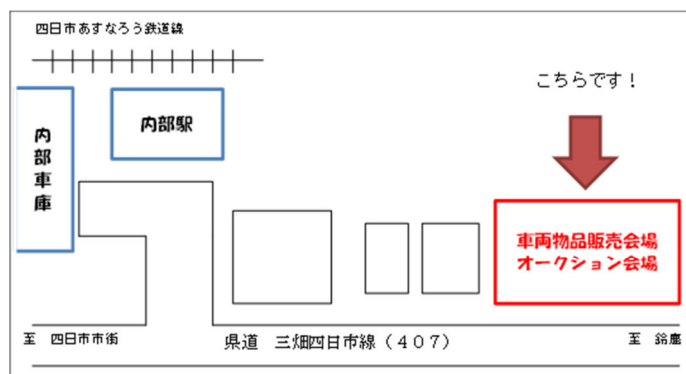 四日市あすなろう鉄道線
こちらです！
内部駅
内部車庫
車両物品販売会場
オークション会場
至 四日市市街
県道 三畑四日市線（４０７）
至 鈴鹿